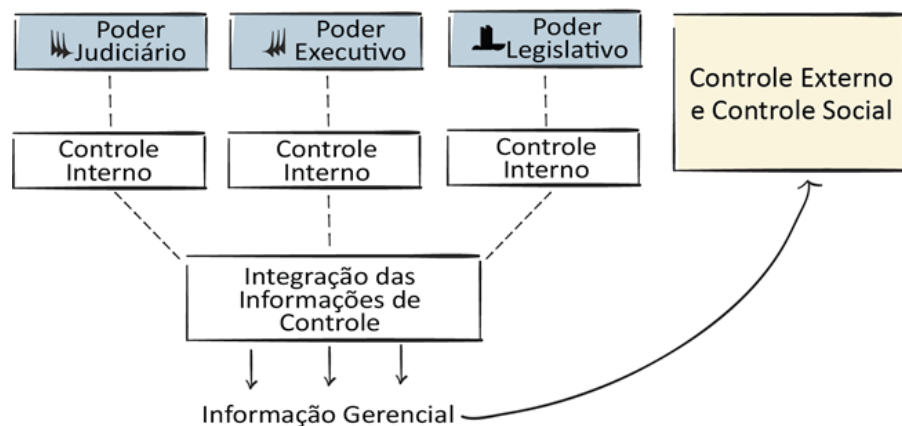 Poder
Judiciário
Poder
Executivo
Poder
Legislativo
Controle Externo
e Controle Social
Controle
Interno
Controle
Interno
Controle
Interno
Integração das
Informações de
Controle
Informação Gerencial